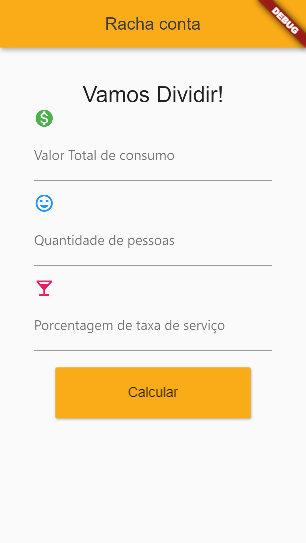 Racha conta
DEBUG
Vamos Dividir!
Valor Total de consumo
Quantidade de pessoas
Porcentagem de taxa de serviço
Calcular